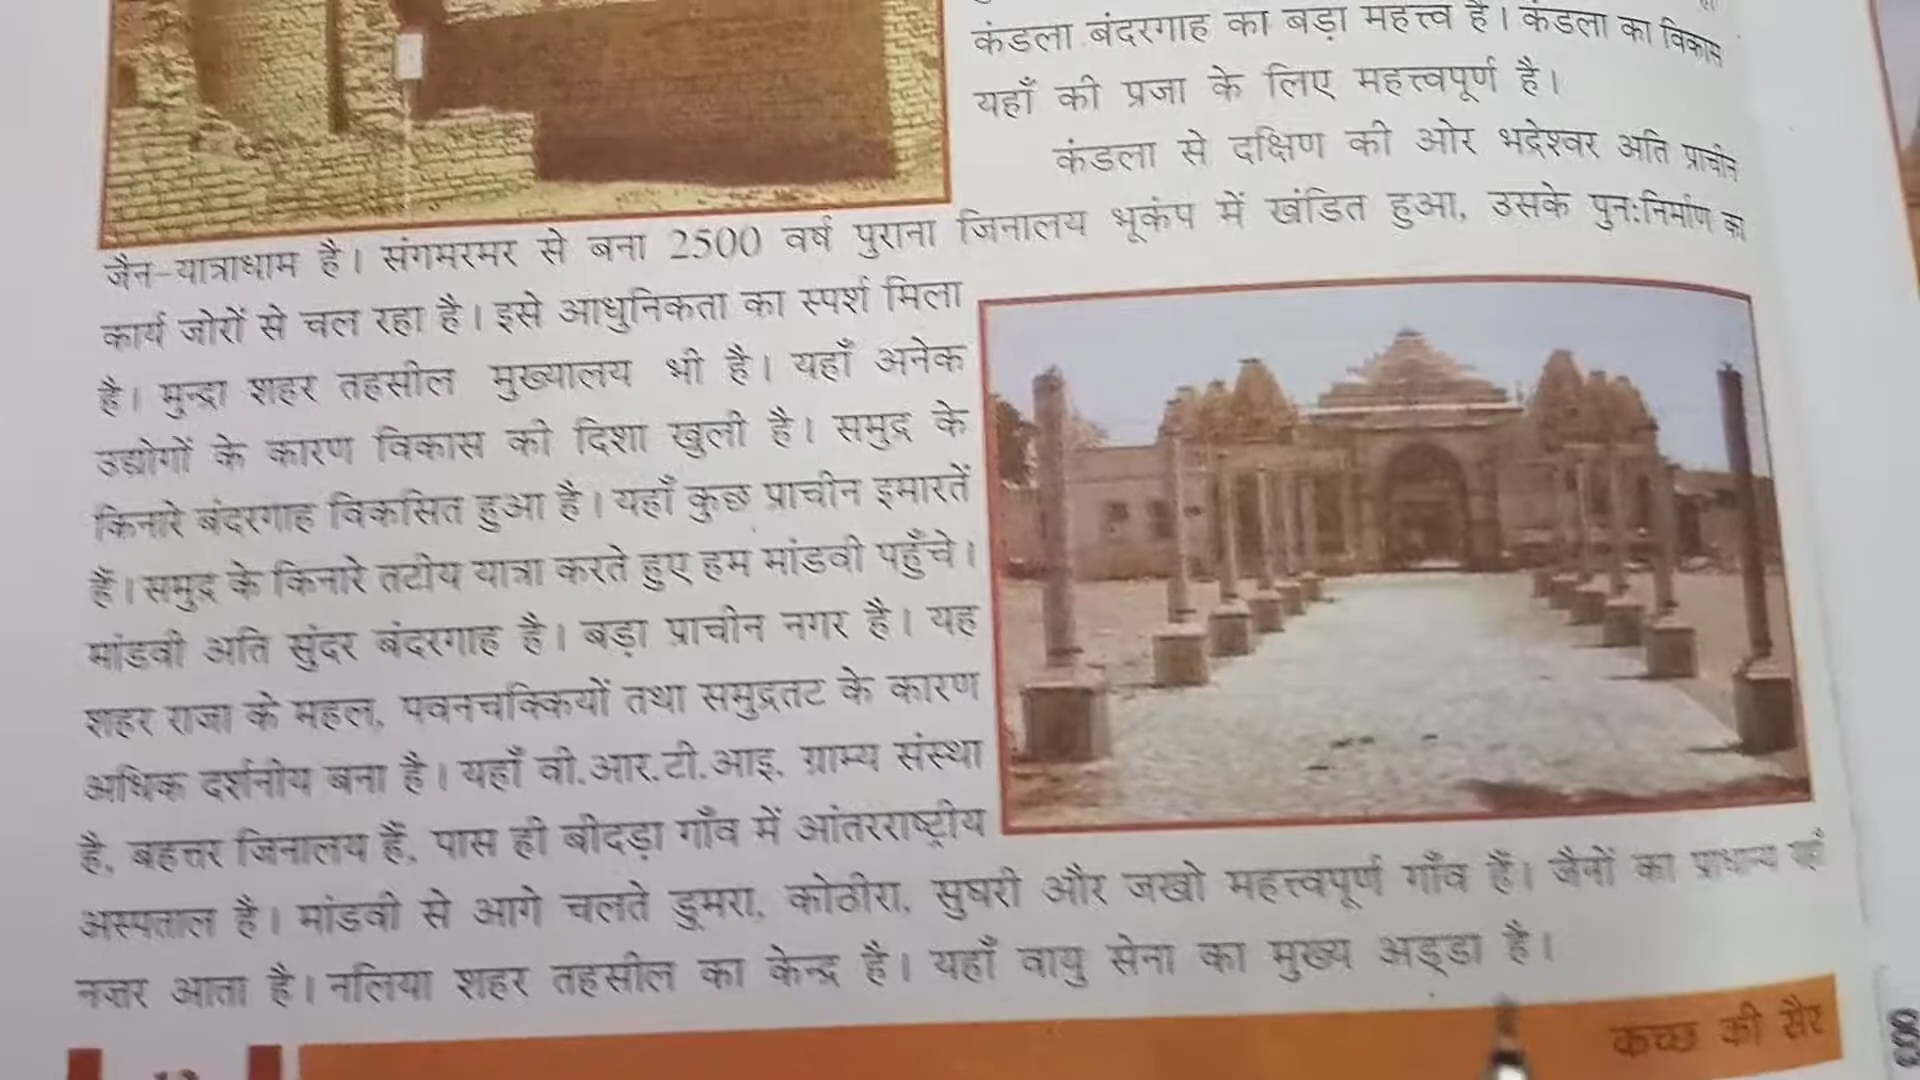 कंडला बंदरगाह का बड़ा महत्त्व है। कंडला का विकास
यहाँ की प्रजा के लिए महत्त्वपूर्ण है।
कंडला से दक्षिण की ओर भद्रेश्वर अति प्राचीन
जैन-यात्राधाम है। संगमरमर से बना 2500 वर्ष पुराना जिनालय भूकंप में खंडित हुआ, उसके पुन:निर्माण का
कार्य जोरों से चल रहा है। इसे आधुनिकता का स्पर्श मिला
है। मुन्द्रा शहर तहसील मुख्यालय भी है। यहाँ अनेक
उद्योगों के कारण विकास की दिशा खुली है। समुद्र के
किनारे बंदरगाह विकसित हुआ है। यहाँ कुछ प्राचीन इमारतें
हैं। समुद्र के किनारे तटीय यात्रा करते हुए हम मांडवी पहुँचे।
मांडवी अति सुंदर बंदरगाह है। बड़ा प्राचीन नगर है। यह
शहर राजा के महल, पवनचक्कियों तथा समुद्रतट के कारण
अधिक दर्शनीय बना है। यहाँ वी.आर.टी.आइ. ग्राम्य संस्था
है, बहत्तर जिनालय हैं, पास ही बीदड़ा गाँव में आंतरराष्ट्रीय
अस्पताल है। मांडवी से आगे चलते डुमरा, कोठीरा, सुघरी और जखो महत्त्वपूर्ण गाँव हैं। जैनों का प्राधान्य यहाँ
नज़र आता है। नलिया शहर तहसील का केन्द्र है। यहाँ वायु सेना का मुख्य अड्डा है।
कच्छ की सैर